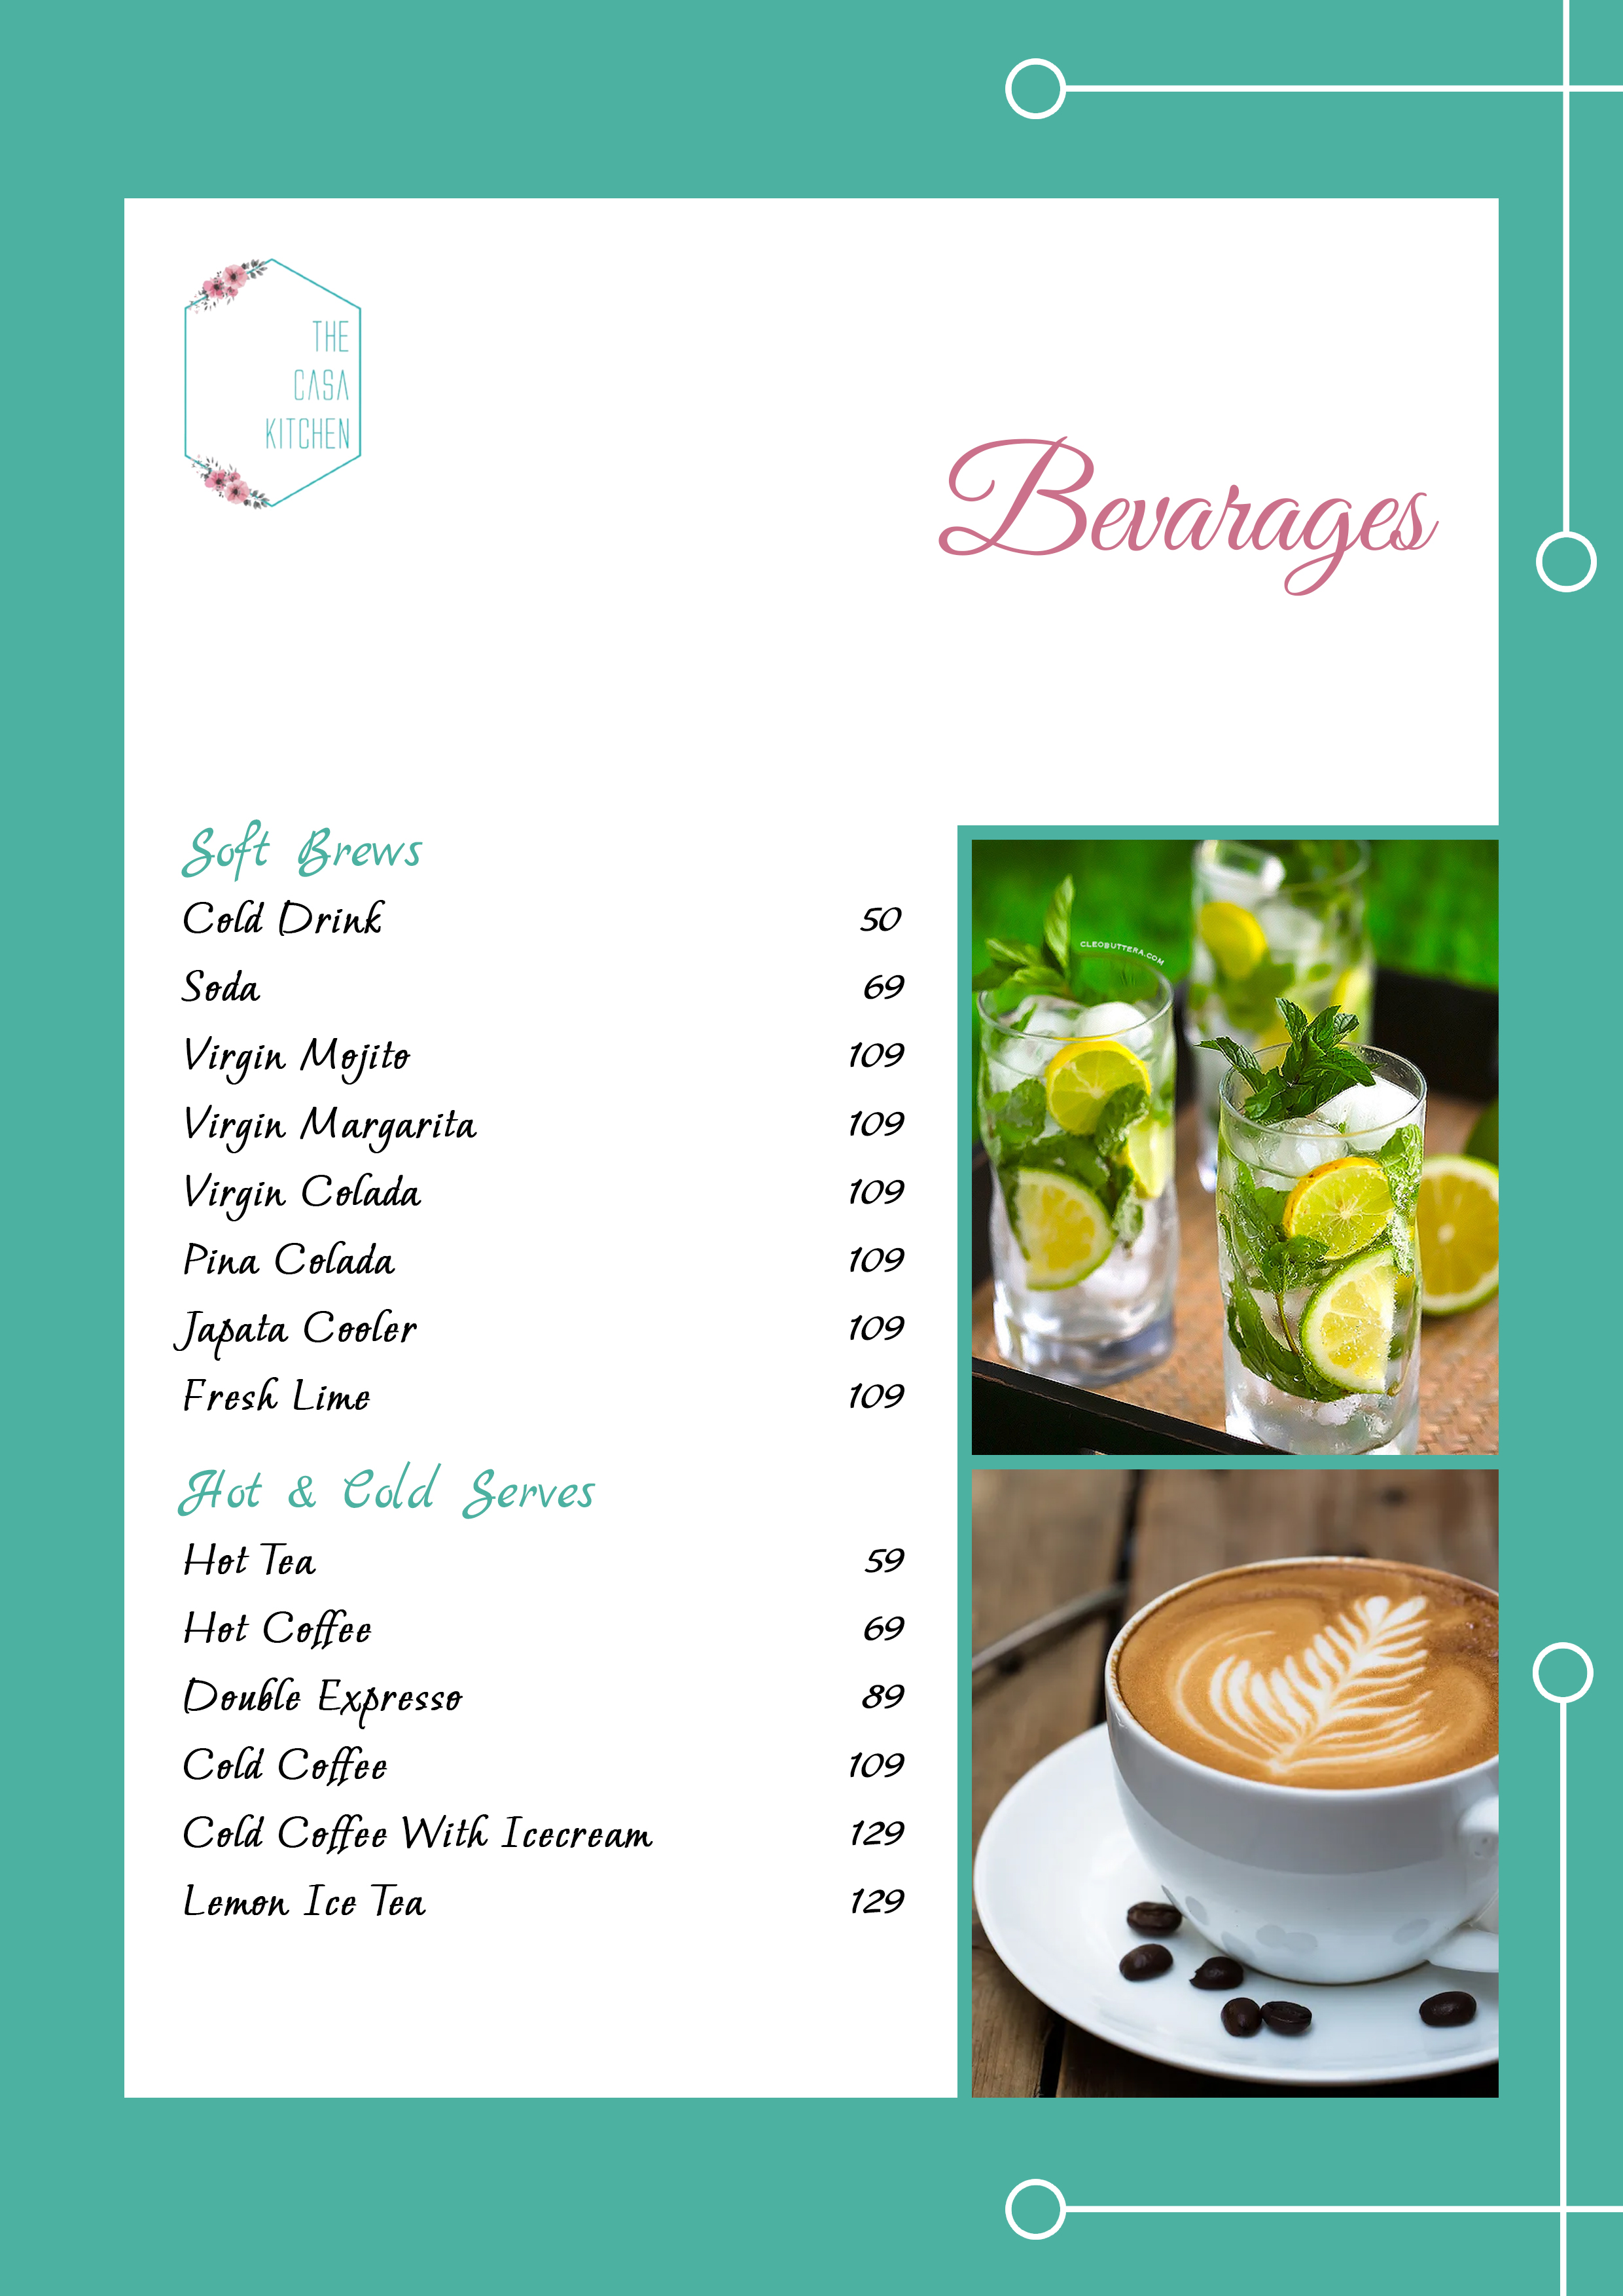 THE
CASA
KITCHEN
Bevarages
Soft Brews
Cold Drink 50
Soda 69
Virgin Mojito 109
Virgin Margarita 109
Virgin Colada 109
Pina Colada 109
Japata Cooler 109
Fresh Lime 109
CLEOBUTTERA.COM
Hot & Cold Serves
Hot Tea 59
Hot Coffee 69
Double Expresso 89
Cold Coffee 109
Cold Coffee With Icecream 129
Lemon Ice Tea 129